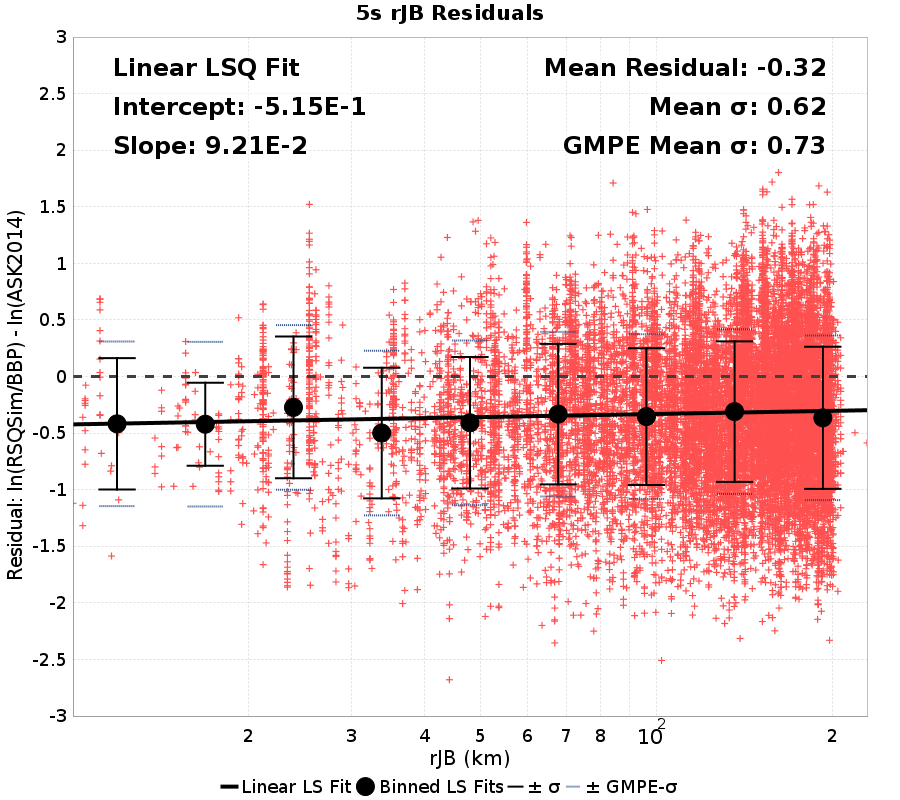 5s rJB Residuals
Linear LSQ Fit
Intercept: -5.15E-1
Slope: 9.21E-2
Mean Residual: -0.32
Mean σ: 0.62
GMPE Mean σ: 0.73
Residual: ln(RSQSim/BBP) - ln(ASK2014)
3
2.5
2
1.5
1
0.5
0
-0.5
-1
-1.5
-2
-2.5
-3
2 3 4 5 6 7 8 10² 2
rJB (km)
Linear LS Fit Binned LS Fits ± σ ± GMPE-σ